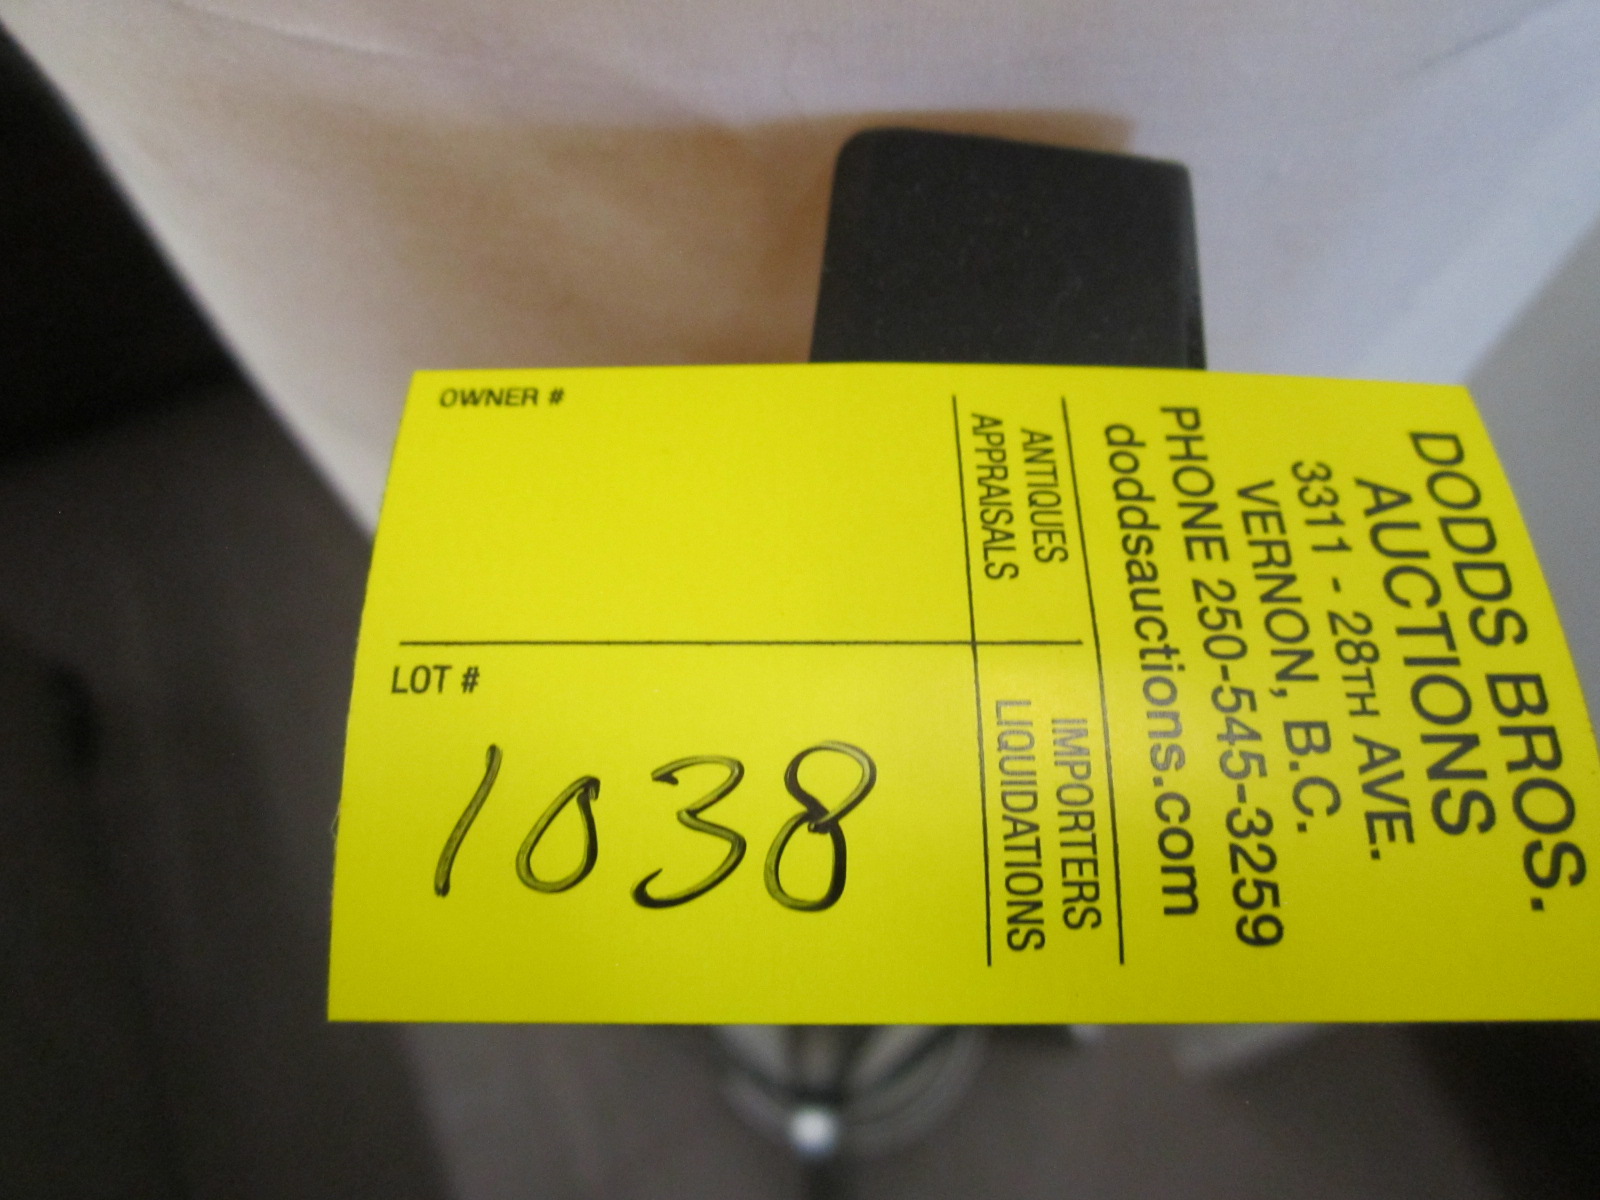 OWNER #
LOT #
1038
ANTIQUES
APPRAISALS
IMPORTERS
LIQUIDATIONS
DODDS BROS.
AUCTIONS
3311 - 28TH AVE.
VERNON, B.C.
PHONE 250-545-3259
doddsauctions.com